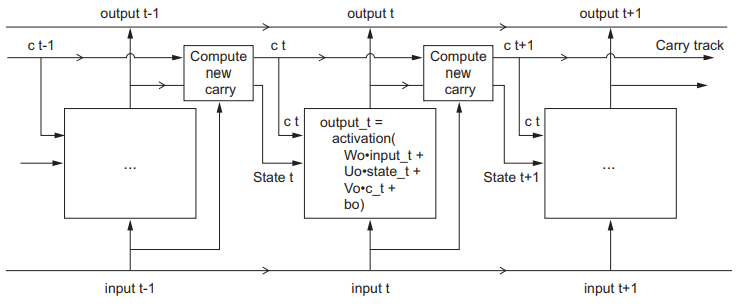 output t-1
output t
output t+1
c t-1
Compute
new
carry
c t
Compute
new
carry
c t+1
Carry track
...
c t
output_t =
activation(
Wo•input_t +
Uo•state_t +
Vo•c_t +
bo)
c t
...
State t
State t+1
input t-1
input t
input t+1